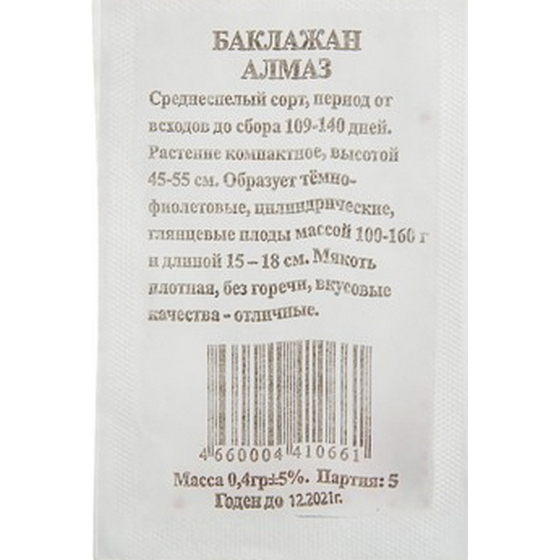 БАКЛАЖАН
АЛМАЗ
Среднеспелый сорт, период от
всходов до сбора 109-140 дней.
Растение компактное, высотой
45-55 см. Образует тёмно-
фиолетовые, цилиндрические,
глянцевые плоды массой 100-160 г
и длиной 15 – 18 см. Мякоть
плотная, без горечи, вкусовые
качества - отличные.
4 660004 410661
Масса 0,4гр±5%. Партия: 5
Годен до 12.2021г.